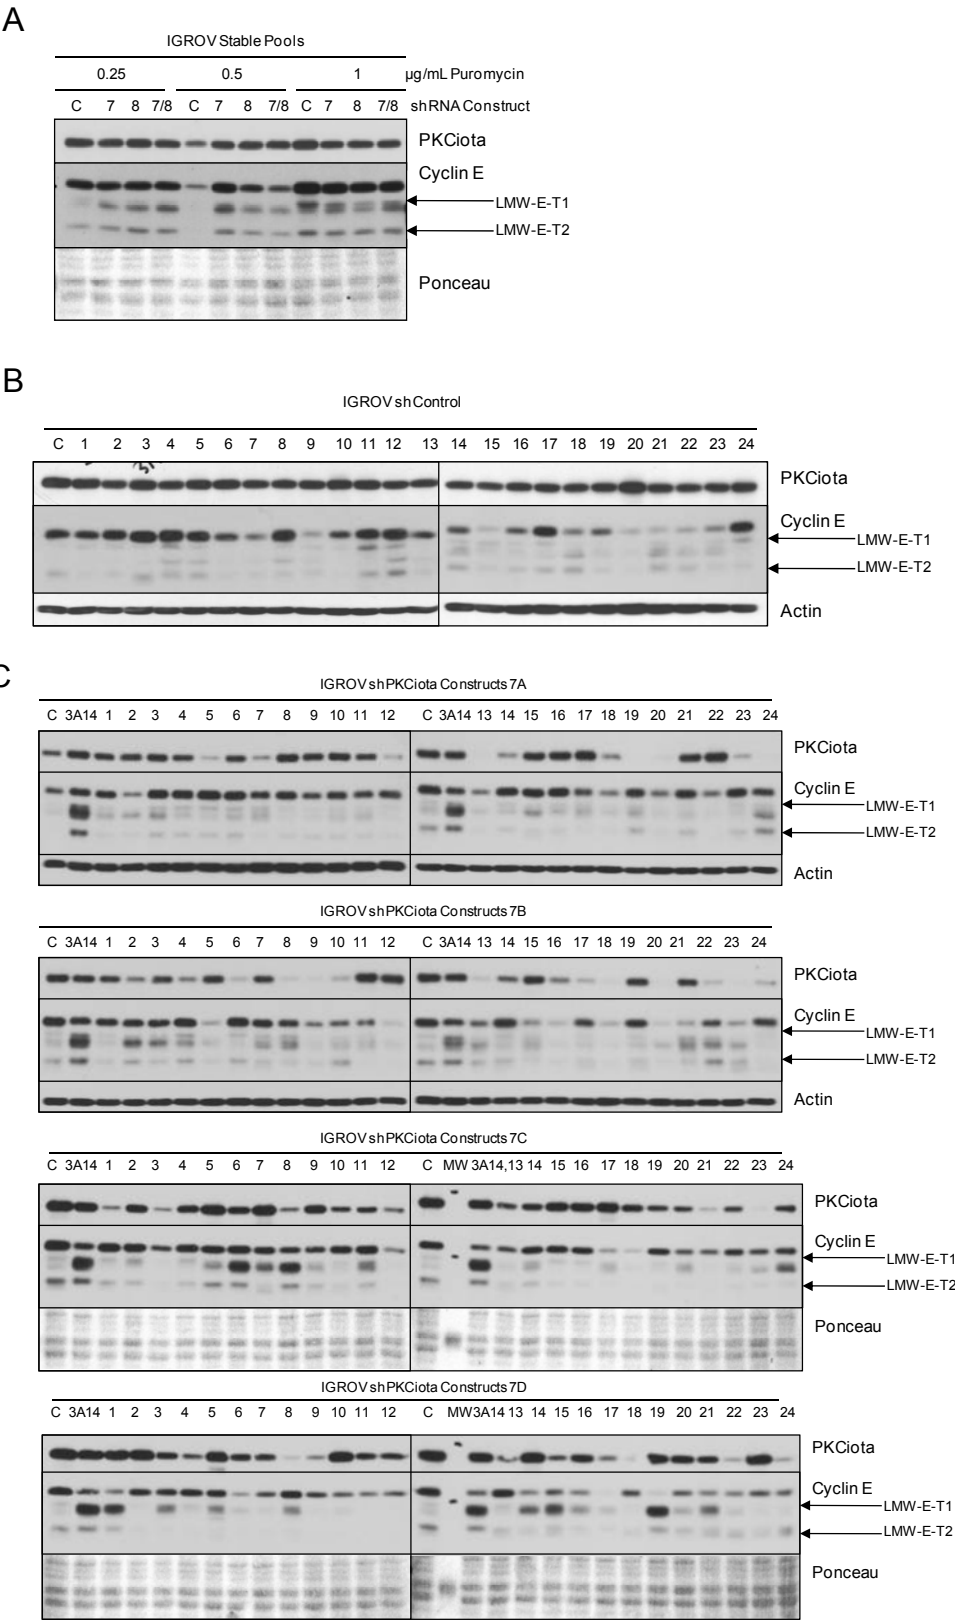 A
IGROV Stable Pools
0.25 0.5 1 µg/mL Puromycin
C 7 8 7/8 C 7 8 7/8 C 7 8 7/8 shRNA Construct
PKCiota
Cyclin E
LMW-E-T1
LMW-E-T2
Ponceau
B
IGROV sh Control
C 1 2 3 4 5 6 7 8 9 10 11 12 13 14 15 16 17 18 19 20 21 22 23 24
PKCiota
Cyclin E
LMW-E-T1
LMW-E-T2
Actin
C
IGROV shPKCiota Constructs 7A
C 3A14 1 2 3 4 5 6 7 8 9 10 11 12 C 3A14 13 14 15 16 17 18 19 20 21 22 23 24
PKCiota
Cyclin E
LMW-E-T1
LMW-E-T2
Actin
IGROV shPKCiota Constructs 7B
C 3A14 1 2 3 4 5 6 7 8 9 10 11 12 C 3A14 13 14 15 16 17 18 19 20 21 22 23 24
PKCiota
Cyclin E
LMW-E-T1
LMW-E-T2
Actin
IGROV shPKCiota Constructs 7C
C 3A14 1 2 3 4 5 6 7 8 9 10 11 12 C MW 3A14,13 14 15 16 17 18 19 20 21 22 23 24
PKCiota
Cyclin E
LMW-E-T1
LMW-E-T2
Ponceau
IGROV shPKCiota Constructs 7D
C 3A14 1 2 3 4 5 6 7 8 9 10 11 12 C MW3A14 13 14 15 16 17 18 19 20 21 22 23 24
PKCiota
Cyclin E
LMW-E-T1
LMW-E-T2
Ponceau